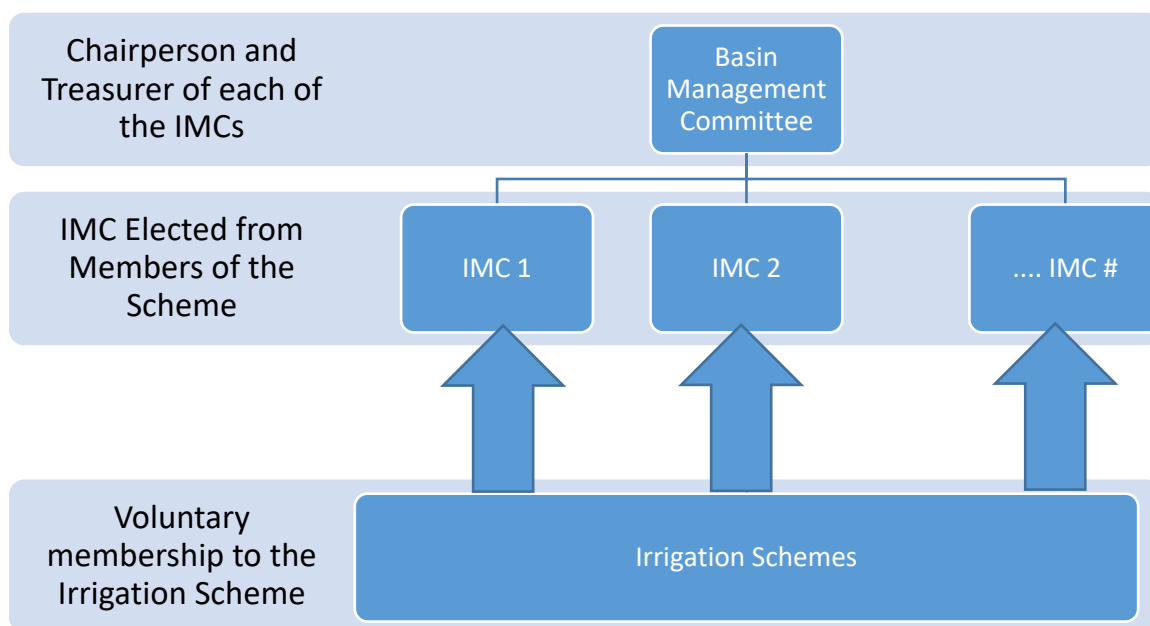 Chairperson and
Treasurer of each of
the IMCs
Basin
Management
Committee
IMC Elected from
Members of the
Scheme
IMC 1
IMC 2
.... IMC #
Voluntary
membership to the
Irrigation Scheme
Irrigation Schemes